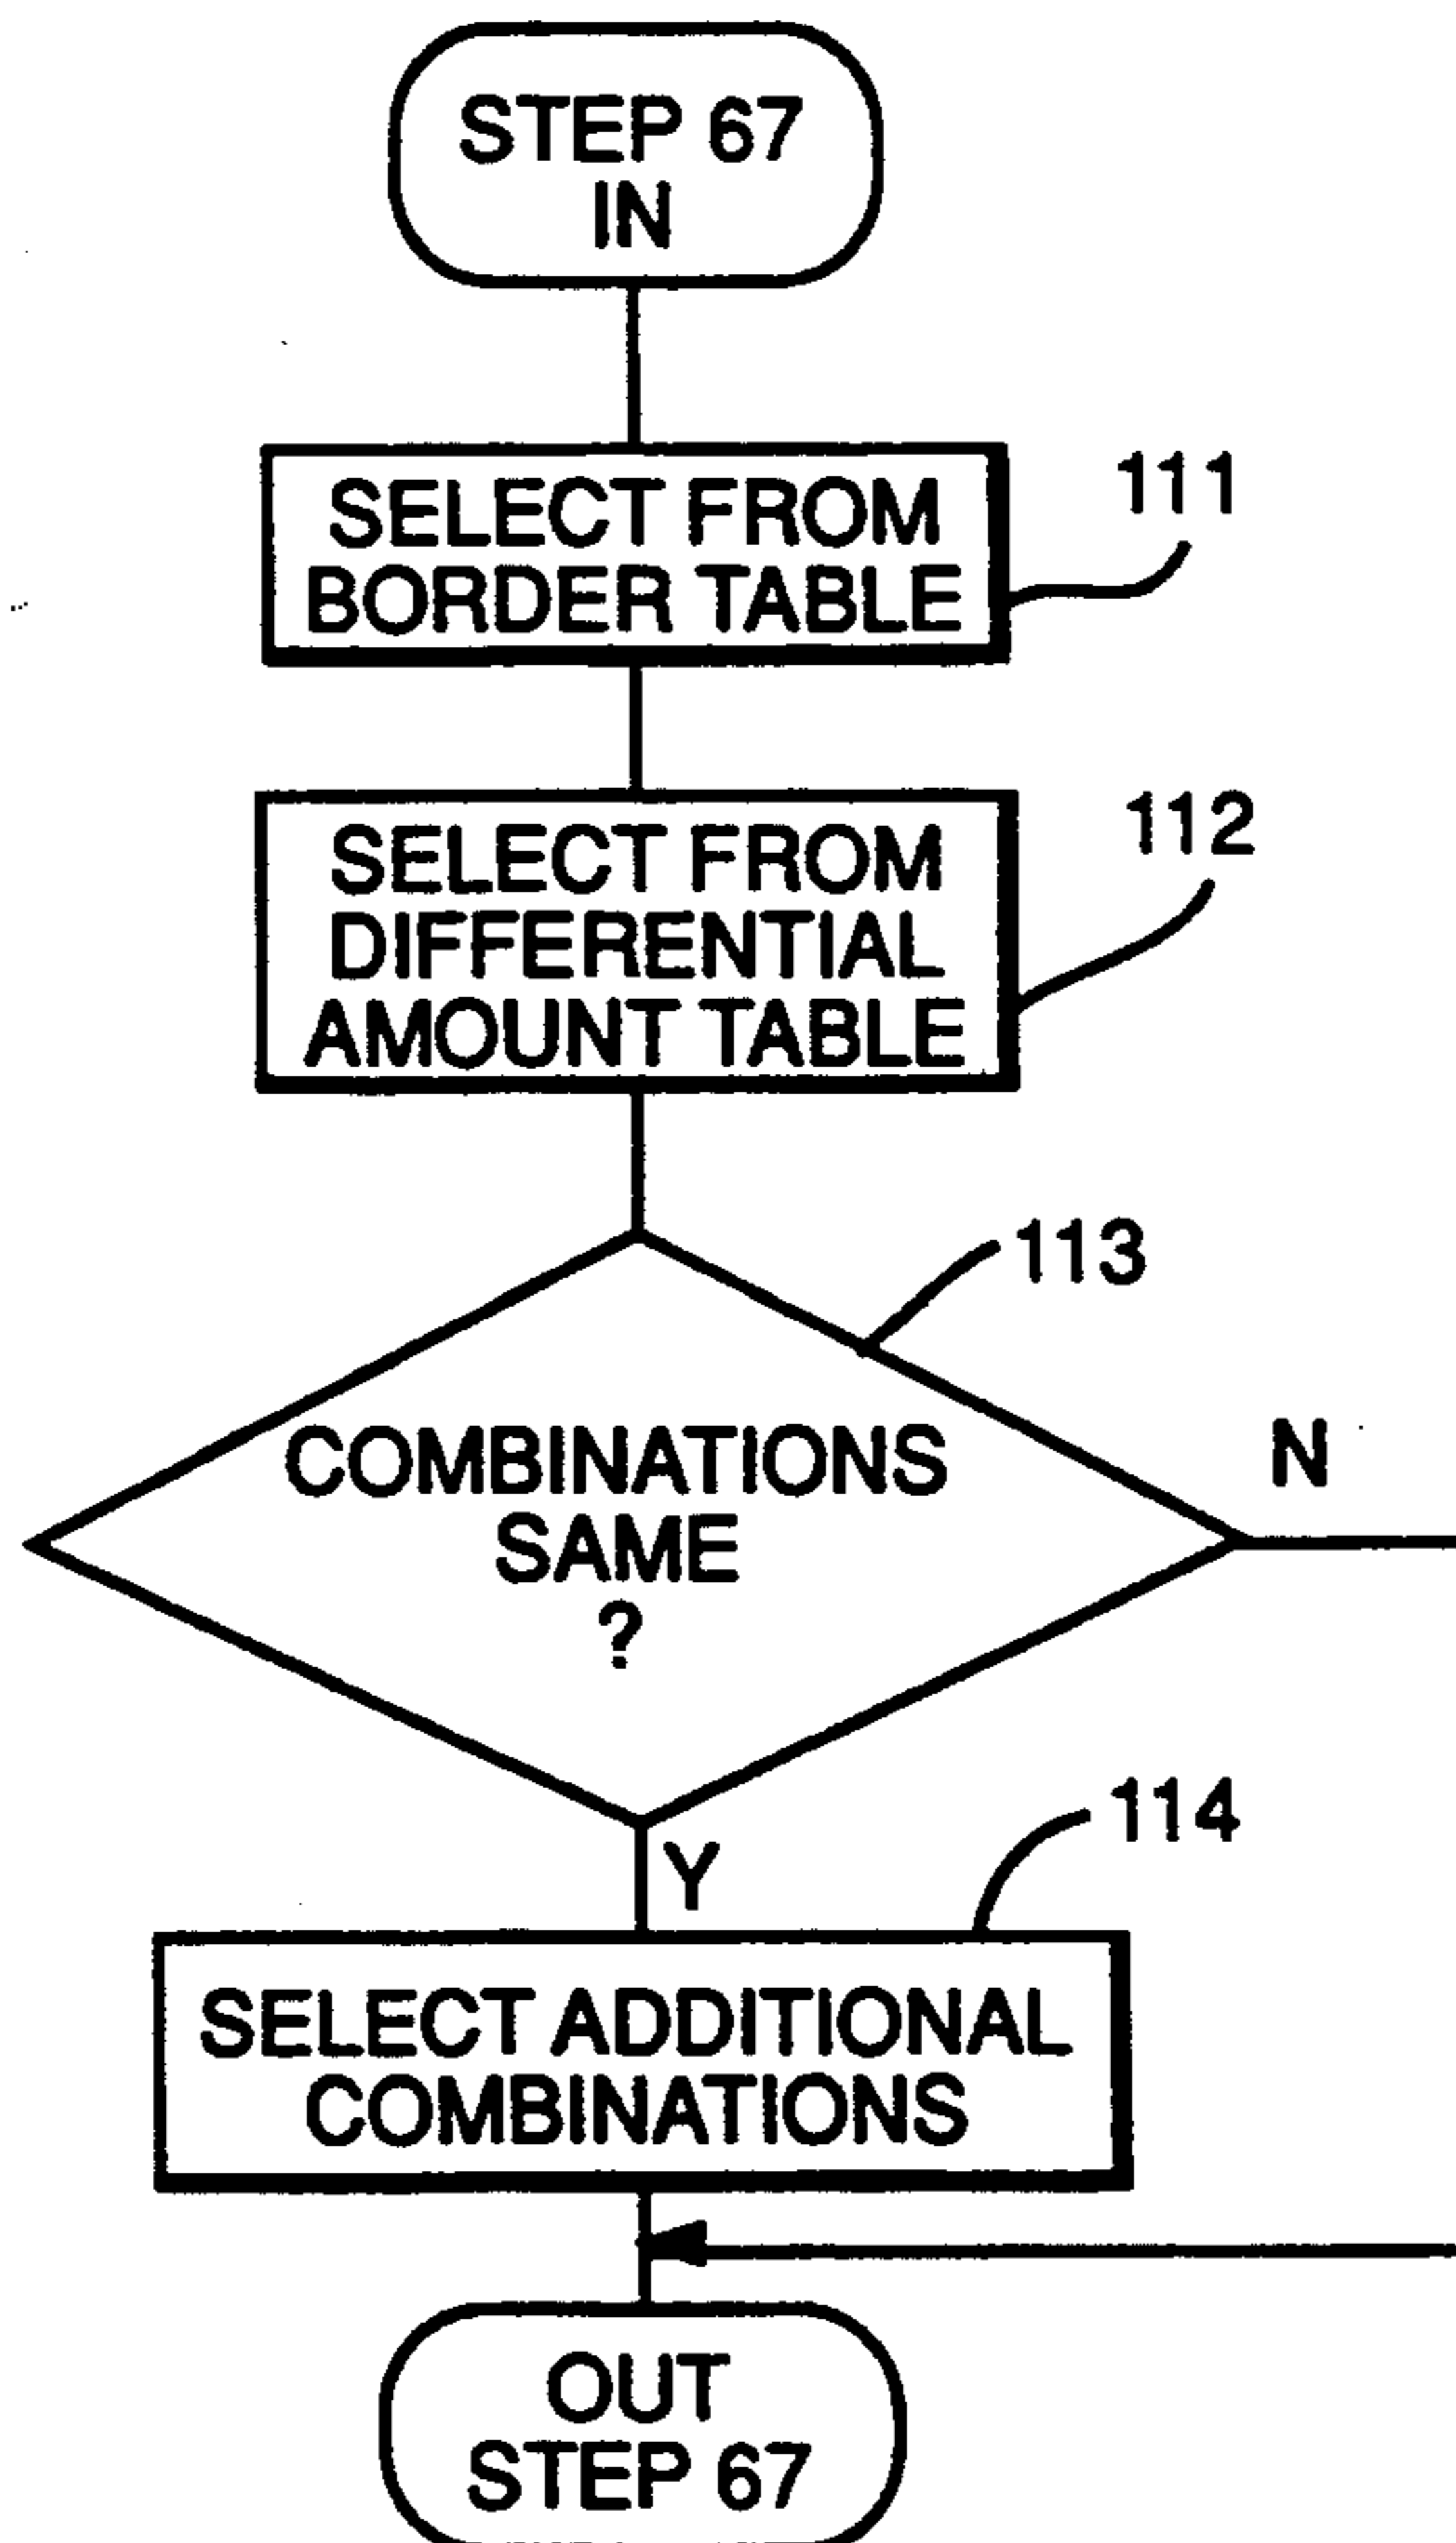 STEP 67
IN
SELECT FROM
BORDER TABLE
111
SELECT FROM
DIFFERENTIAL
AMOUNT TABLE
112
113
COMBINATIONS
SAME
?
N
Y
114
SELECT ADDITIONAL
COMBINATIONS
OUT
STEP 67